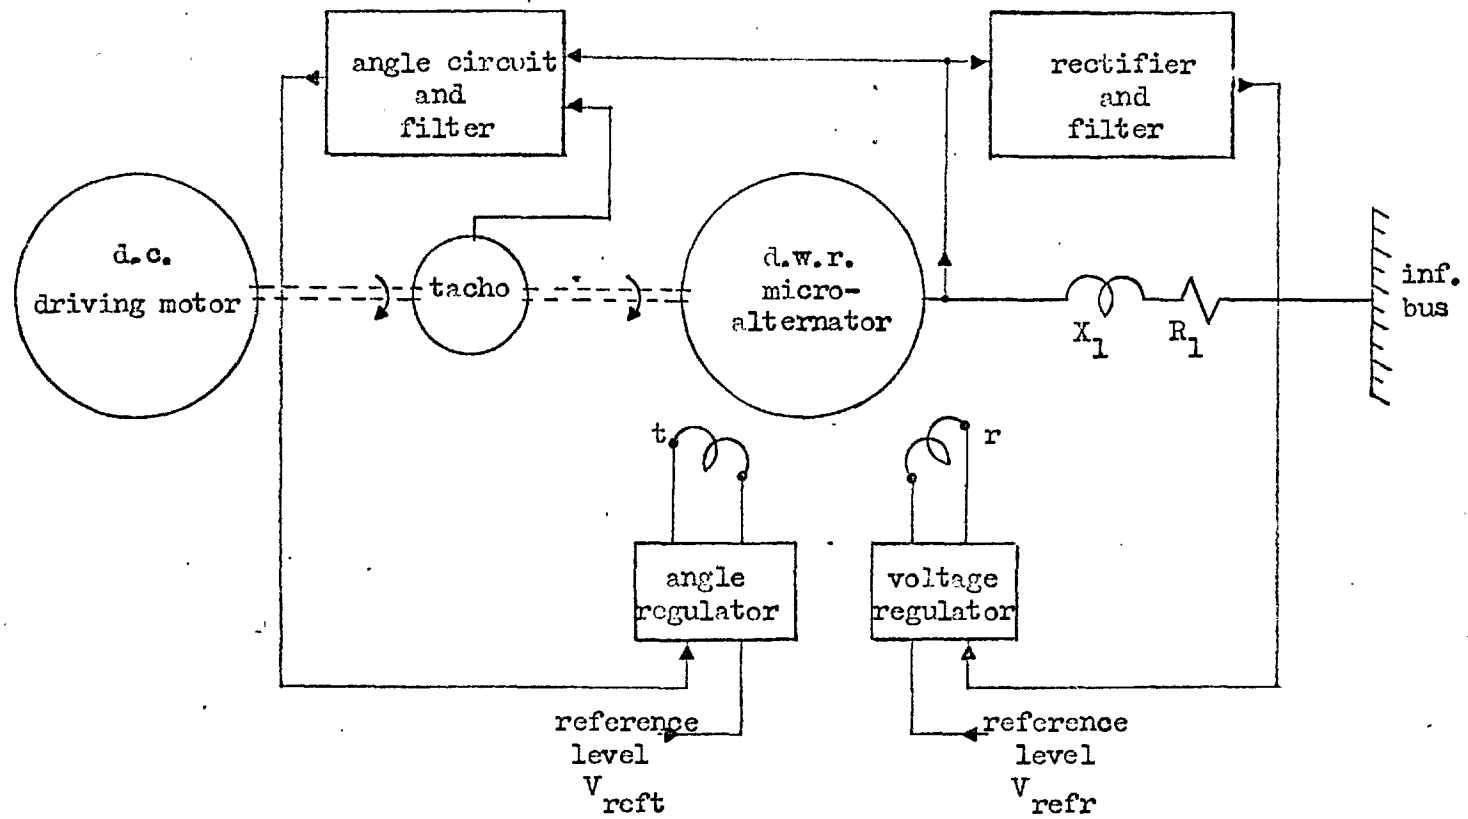 angle circuit
and
filter
rectifier
and
filter
d.c.
driving motor
tacho
d.w.r.
micro-
alternator
X1
R1
inf.
bus
t
r
angle
regulator
voltage
regulator
reference
level
Vreft
reference
level
Vrefr